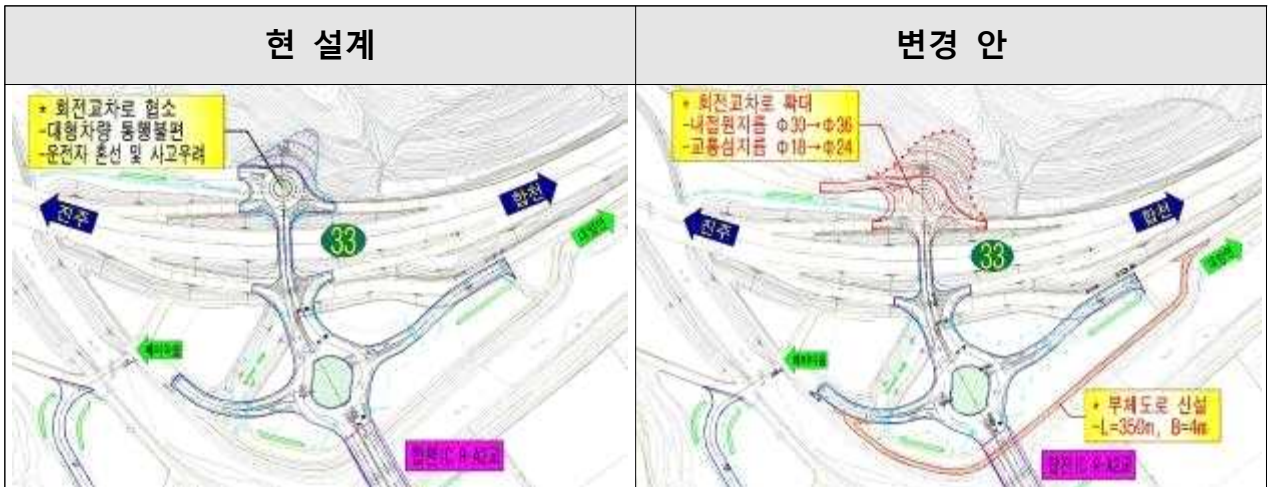 현 설계
변경 안
* 회전교차로 협소
-대형차량 통행불편
-운전자 혼선 및 사고우려
진주
합천
33
* 회전교차로 확대
-내접원지름 Φ30→Φ36
-교통섬지름 Φ18→Φ24
진주
합천
33
* 부체도로 신설
-L=350m, B=4m